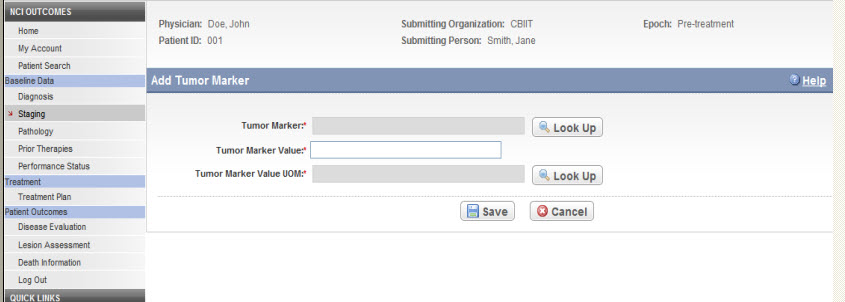 NCI OUTCOMES
Home
My Account
Patient Search
Baseline Data
Diagnosis
Staging
Pathology
Prior Therapies
Performance Status
Treatment
Treatment Plan
Patient Outcomes
Disease Evaluation
Lesion Assessment
Death Information
Log Out
QUICK LINKS
Physician: Doe, John Submitting Organization: CBIIT Epoch: Pre-treatment
Patient ID: 001 Submitting Person: Smith, Jane
Add Tumor Marker Help
Tumor Marker:* Look Up
Tumor Marker Value:*
Tumor Marker Value UOM:* Look Up
Save Cancel